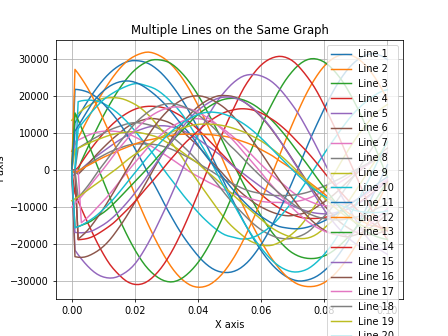 Multiple Lines on the Same Graph
30000
20000
10000
0
−10000
−20000
−30000
axis
0.00
0.02
0.04
0.06
X axis
Line 1
Line 2
Line 3
Line 4
Line 5
Line 6
Line 7
Line 8
Line 9
Line 10
Line 11
Line 12
Line 13
Line 14
Line 15
Line 16
Line 17
Line 18
Line 19
Line 20